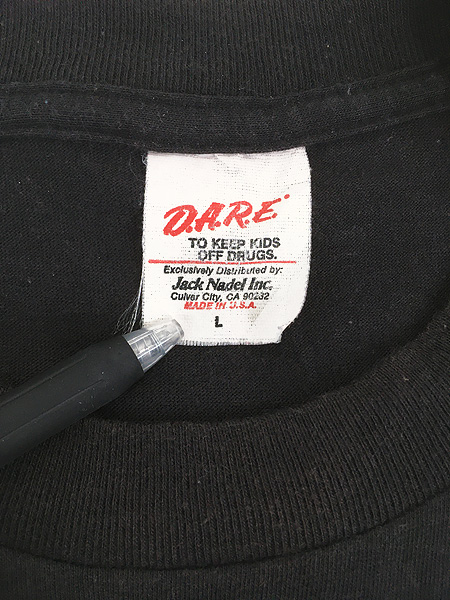 D.A.R.E.
TO KEEP KIDS
OFF DRUGS.
Exclusively Distributed by:
Jack Nadel Inc.
Culver City, CA 90232
MADE IN U.S.A.
L